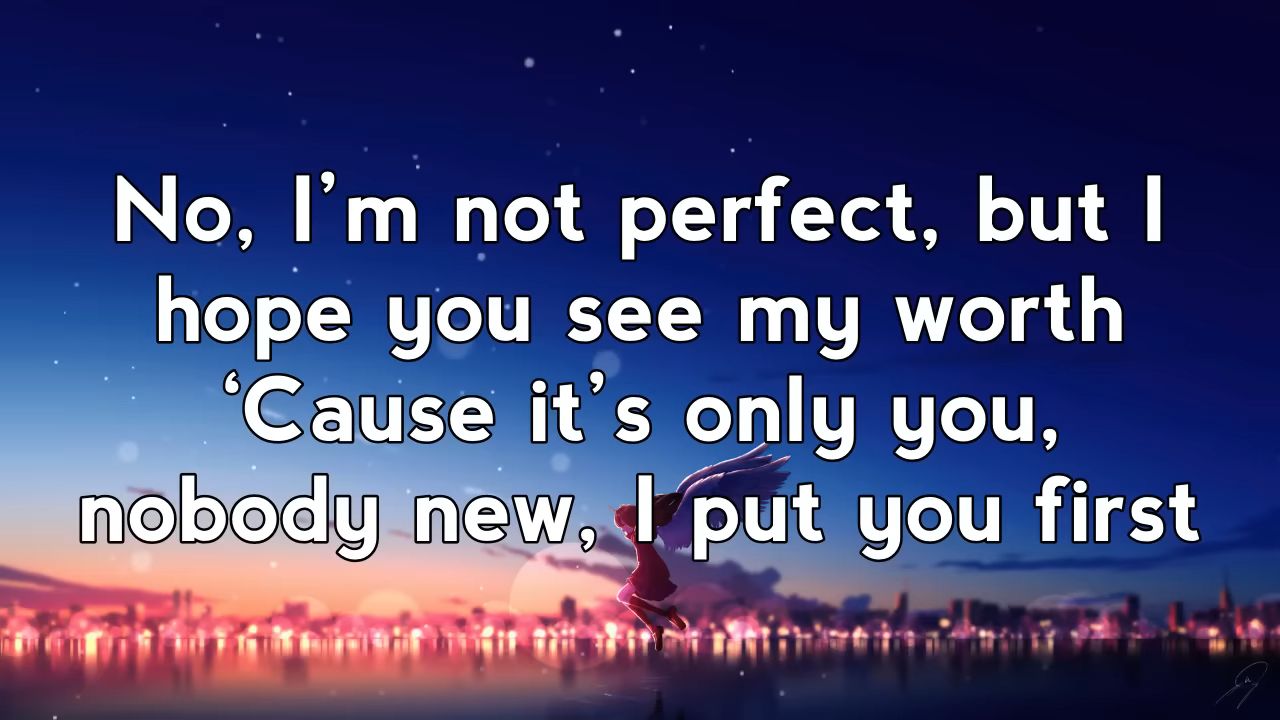 No, I’m not perfect, but I
hope you see my worth
‘Cause it’s only you,
nobody new, I put you first